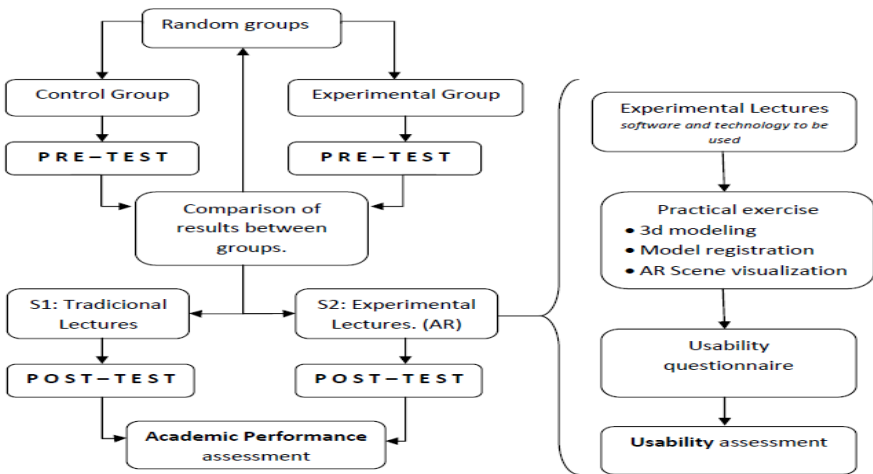 Random groups
Control Group
Experimental Group
PRE–TEST
PRE–TEST
Comparison of
results between
groups.
S1: Tradicional
Lectures
S2: Experimental
Lectures. (AR)
POST–TEST
POST–TEST
Academic Performance
assessment
Experimental Lectures
software and technology to be
used
Practical exercise
• 3d modeling
• Model registration
• AR Scene visualization
Usability
questionnaire
Usability assessment